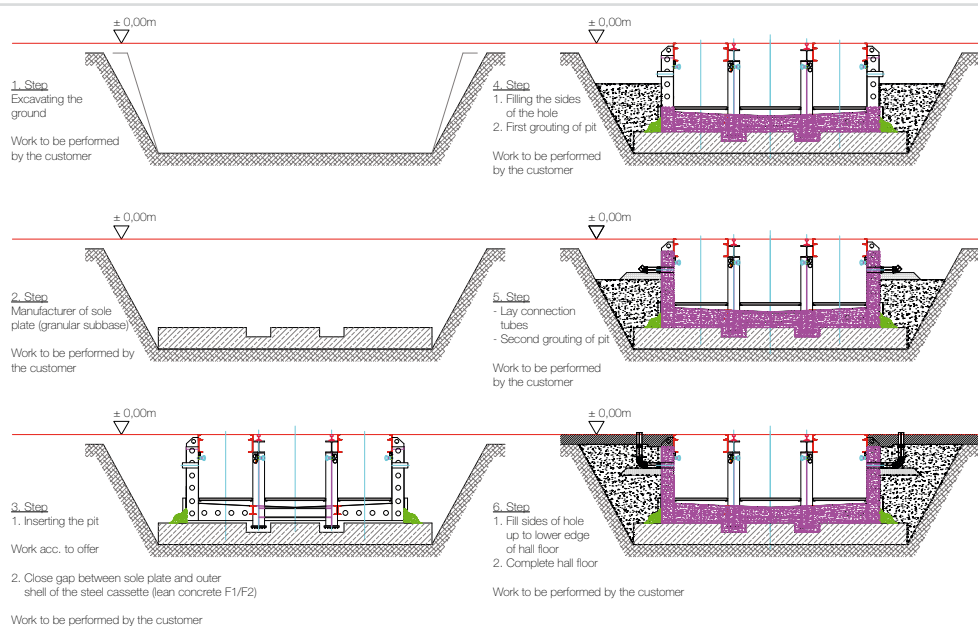 ± 0,00m
1. Step
Excavating the
ground
Work to be performed
by the customer
± 0,00m
2. Step
Manufacturer of sole
plate (granular subbase)
Work to be performed by
the customer
± 0,00m
3. Step
1. Inserting the pit
Work acc. to offer
2. Close gap between sole plate and outer
shell of the steel cassette (lean concrete F1/F2)
Work to be performed by the customer
± 0,00m
4. Step
1. Filling the sides
of the hole
2. First grouting of pit
Work to be performed
by the customer
± 0,00m
5. Step
- Lay connection
tubes
- Second grouting of pit
Work to be performed
by the customer
± 0,00m
6. Step
1. Fill sides of hole
up to lower edge
of hall floor
2. Complete hall floor
Work to be performed by the customer